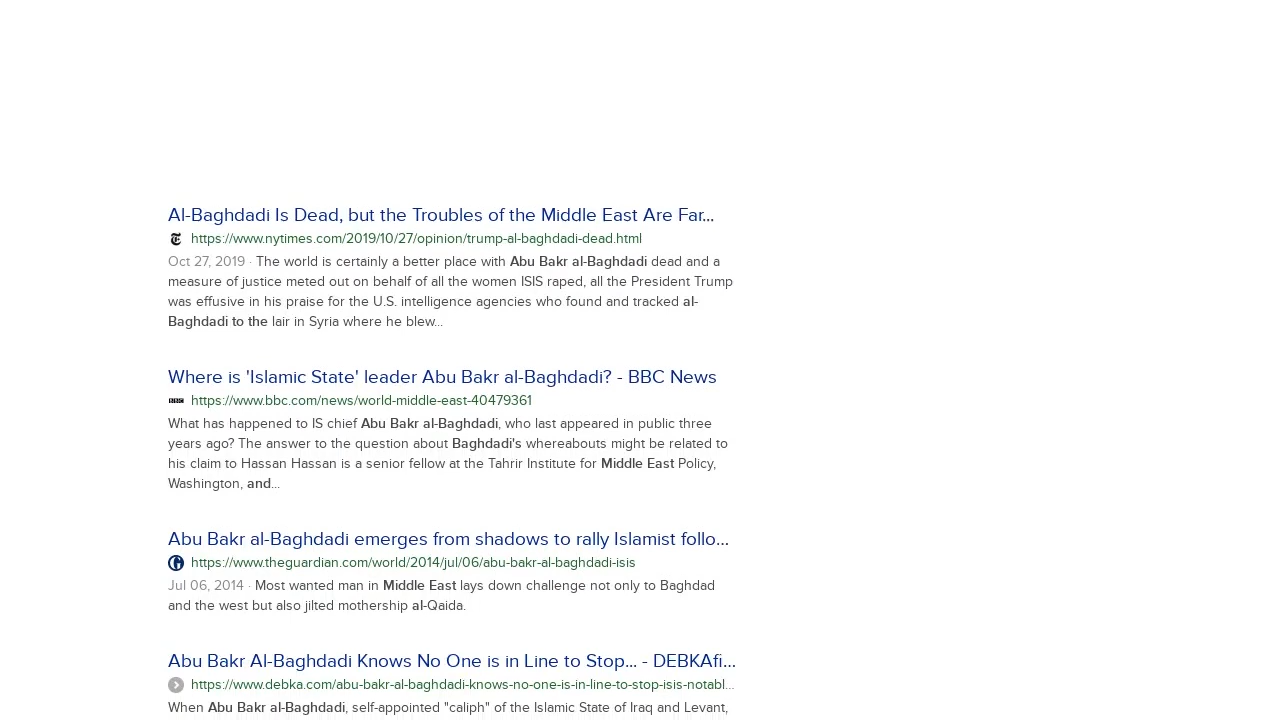 Al-Baghdadi Is Dead, but the Troubles of the Middle East Are Far...
https://www.nytimes.com/2019/10/27/opinion/trump-al-baghdadi-dead.html
Oct 27, 2019 · The world is certainly a better place with Abu Bakr al-Baghdadi dead and a
measure of justice meted out on behalf of all the women ISIS raped, all the President Trump
was effusive in his praise for the U.S. intelligence agencies who found and tracked al-
Baghdadi to the lair in Syria where he blew...
Where is 'Islamic State' leader Abu Bakr al-Baghdadi? - BBC News
BBC https://www.bbc.com/news/world-middle-east-40479361
What has happened to IS chief Abu Bakr al-Baghdadi, who last appeared in public three
years ago? The answer to the question about Baghdadi's whereabouts might be related to
his claim to Hassan Hassan is a senior fellow at the Tahrir Institute for Middle East Policy,
Washington, and...
Abu Bakr al-Baghdadi emerges from shadows to rally Islamist follo...
https://www.theguardian.com/world/2014/jul/06/abu-bakr-al-baghdadi-isis
Jul 06, 2014 · Most wanted man in Middle East lays down challenge not only to Baghdad
and the west but also jilted mothership al-Qaida.
Abu Bakr Al-Baghdadi Knows No One is in Line to Stop... - DEBKAfi...
https://www.debka.com/abu-bakr-al-baghdadi-knows-no-one-is-in-line-to-stop-isis-notabl...
When Abu Bakr al-Baghdadi, self-appointed "caliph" of the Islamic State of Iraq and Levant,